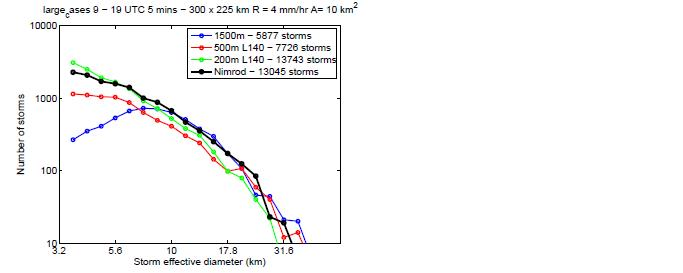 large_cases 9 − 19 UTC 5 mins − 300 x 225 km R = 4 mm/hr A= 10 km²
10000
1500m − 5877 storms
500m L140 − 7726 storms
200m L140 − 13743 storms
Nimrod − 13045 storms
1000
Number of storms
100
10
3.2 5.6 10 17.8 31.6
Storm effective diameter (km)